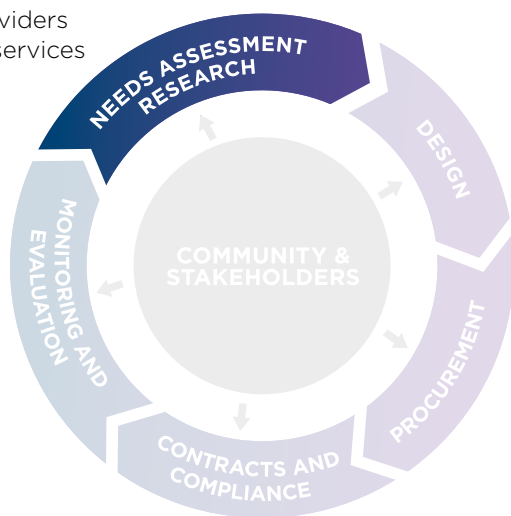 viders
services
NEEDS ASSESSMENT
RESEARCH
DESIGN
PROCUREMENT
CONTRACTS AND
COMPLIANCE
MONITORING AND
EVALUATION
COMMUNITY &
STAKEHOLDERS